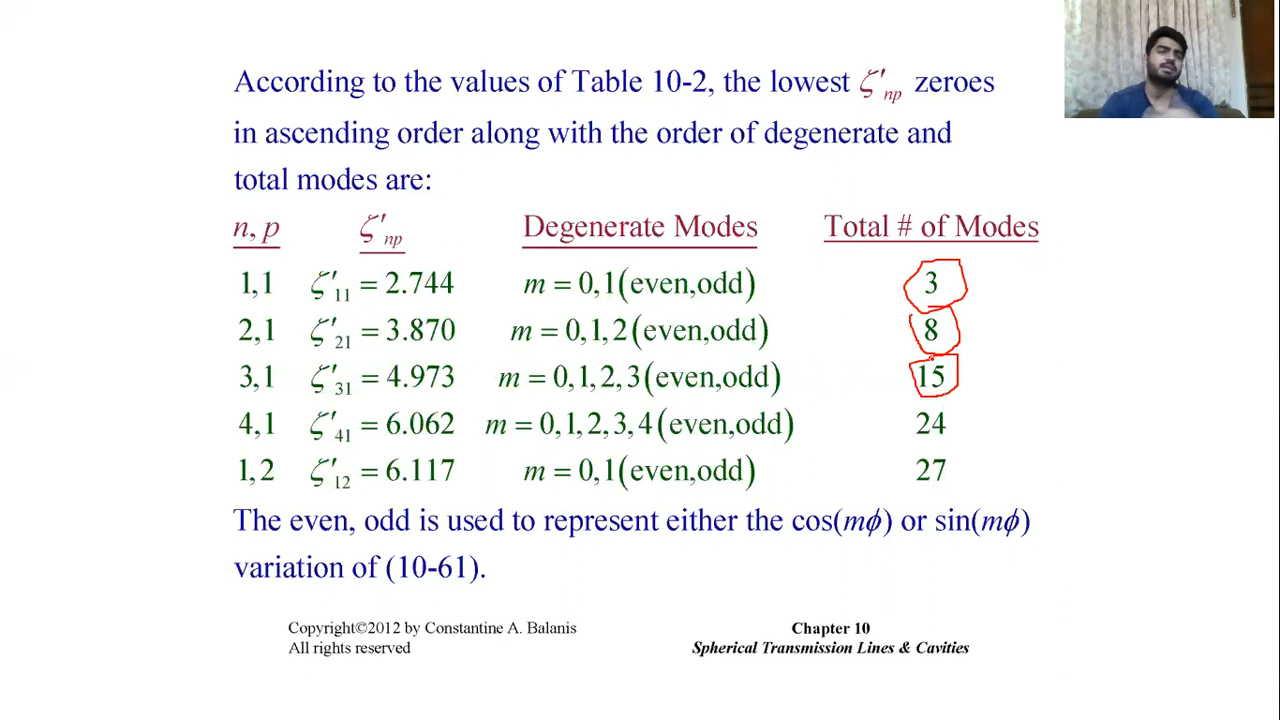 According to the values of Table 10-2, the lowest ζ′np zeroes
in ascending order along with the order of degenerate and
total modes are:
n, p ζ′np Degenerate Modes Total # of Modes
1,1 ζ′11 = 2.744 m = 0,1(even,odd) 3
2,1 ζ′21 = 3.870 m = 0,1,2(even,odd) 8
3,1 ζ′31 = 4.973 m = 0,1,2,3(even,odd) 15
4,1 ζ′41 = 6.062 m = 0,1,2,3,4(even,odd) 24
1,2 ζ′12 = 6.117 m = 0,1(even,odd) 27
The even, odd is used to represent either the cos(mϕ) or sin(mϕ)
variation of (10-61).
Copyright©2012 by Constantine A. Balanis
All rights reserved
Chapter 10
Spherical Transmission Lines & Cavities